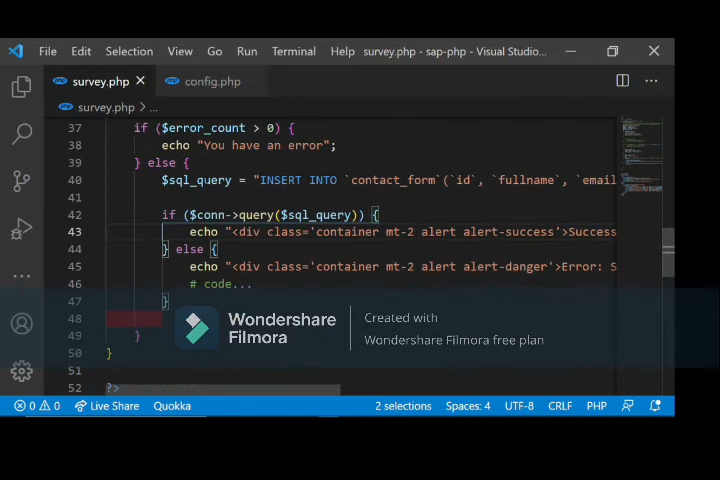 File Edit Selection View Go Run Terminal Help survey.php - sap-php - Visual Studio...
survey.php config.php
survey.php > ...
37 if ($error_count > 0) {
38 echo "You have an error";
39 } else {
40 $sql_query = "INSERT INTO `contact_form`(`id`, `fullname`, `email
41
42 if ($conn->query($sql_query)) {
43 echo "<div class='container mt-2 alert alert-success'>Success
44 } else {
45 echo "<div class='container mt-2 alert alert-danger'>Error: S
46 # code...
47 }
48
49 }
50 }
51
52 ?>
Wondershare
Filmora
Created with
Wondershare Filmora free plan
0 0 Live Share Quokka 2 selections Spaces: 4 UTF-8 CRLF PHP